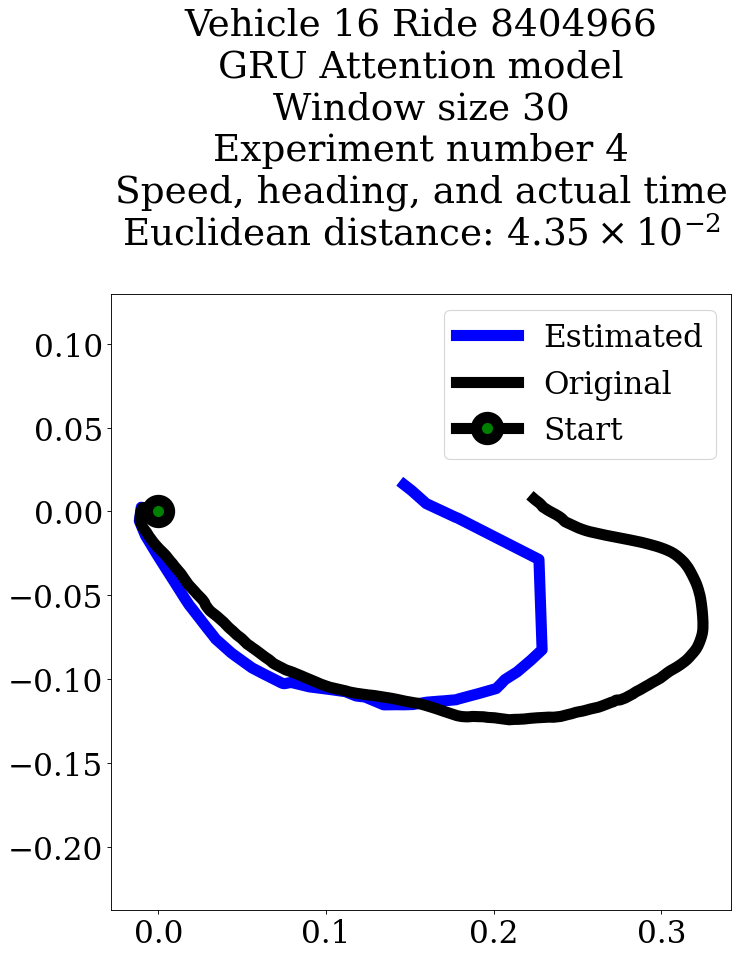 Vehicle 16 Ride 8404966
GRU Attention model
Window size 30
Experiment number 4
Speed, heading, and actual time
Euclidean distance: 4.35 × 10⁻²
Estimated
Original
Start
0.10
0.05
0.00
−0.05
−0.10
−0.15
−0.20
0.0 0.1 0.2 0.3